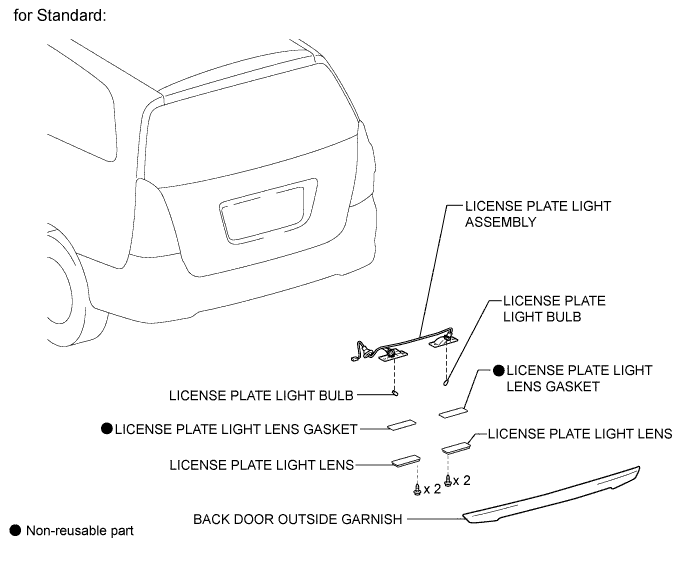 for Standard:
LICENSE PLATE LIGHT
ASSEMBLY
LICENSE PLATE
LIGHT BULB
LICENSE PLATE LIGHT
LENS GASKET
LICENSE PLATE LIGHT BULB
LICENSE PLATE LIGHT LENS GASKET
LICENSE PLATE LIGHT LENS
LICENSE PLATE LIGHT LENS
x 2
x 2
BACK DOOR OUTSIDE GARNISH
Non-reusable part